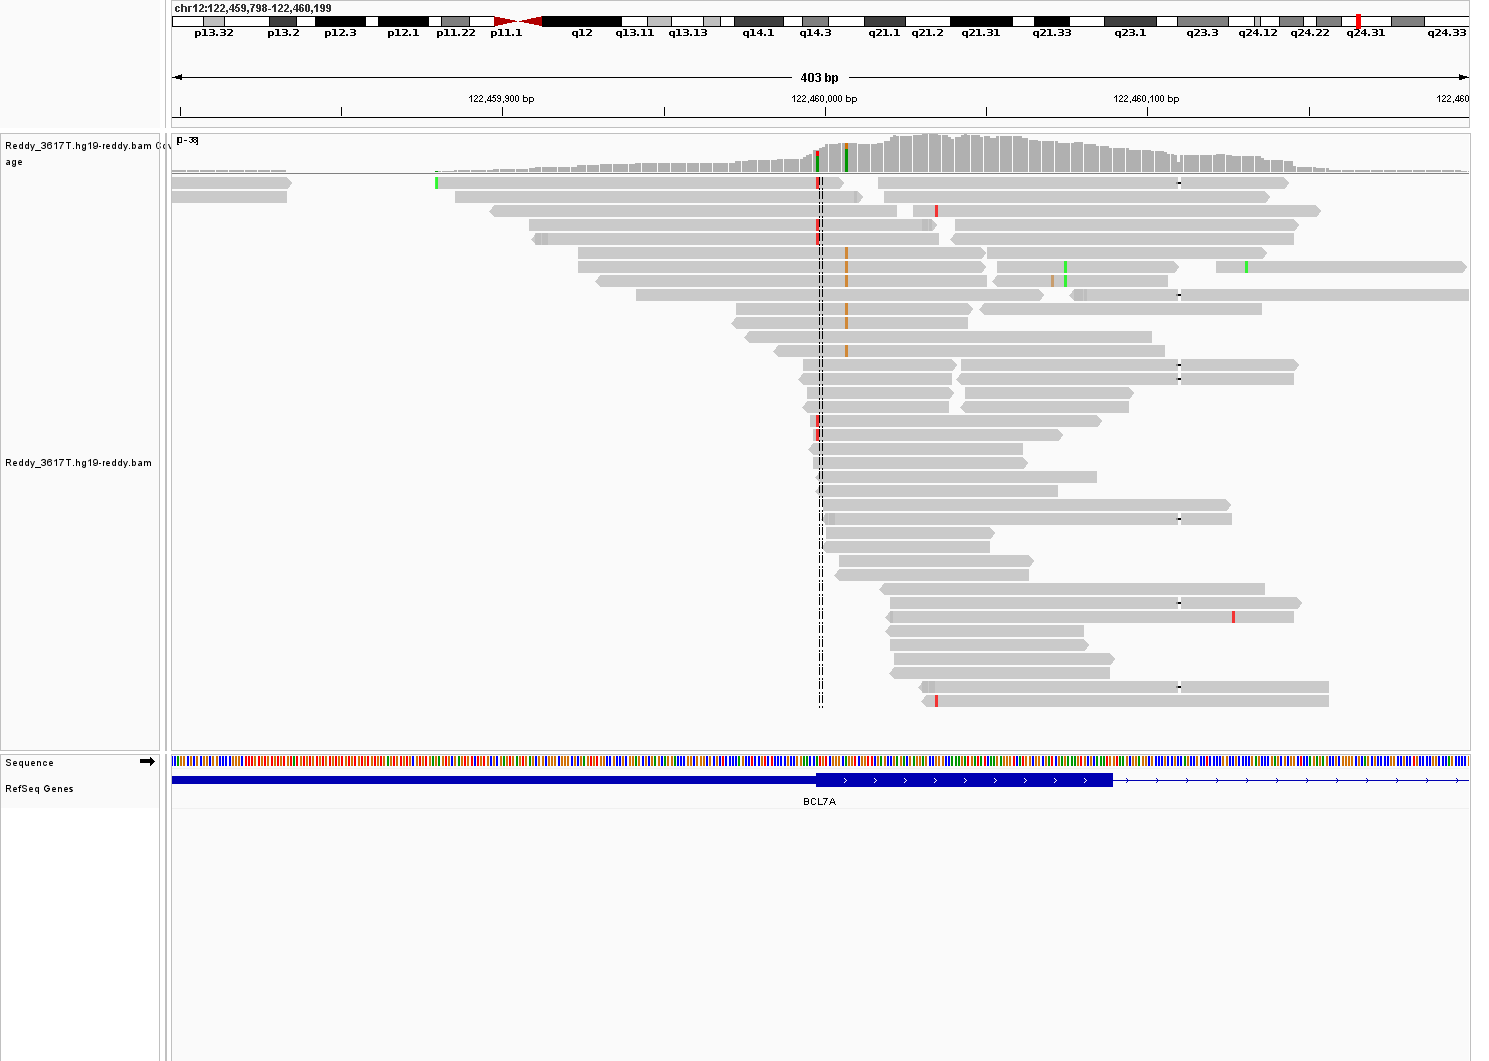 chr12:122,459,798-122,460,199
p13.32 p13.2 p12.3 p12.1 p11.22 p11.1 q12 q13.11 q13.13 q14.1 q14.3 q21.1 q21.2 q21.31 q21.33 q23.1 q23.3 q24.12 q24.22 q24.31 q24.33
403 bp
122,459,900 bp 122,460,000 bp 122,460,100 bp 122,460
Reddy_3617T.hg19-reddy.bam Cov
age
[0 - 38]
Reddy_3617T.hg19-reddy.bam
Sequence
RefSeq Genes
BCL7A